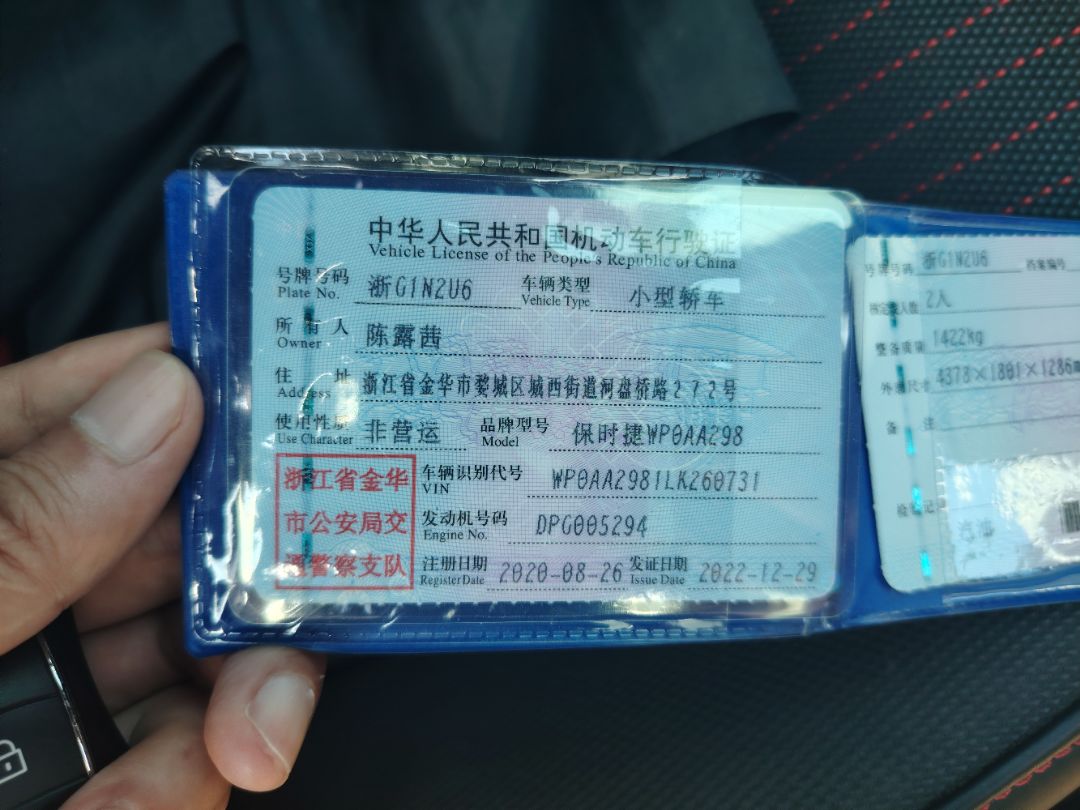 中华人民共和国机动车行驶证
Vehicle License of the People's Republic of China
号牌号码 浙G1N2U6 车辆类型 小型轿车
Plate No. Vehicle Type
所有人 陈露茜
Owner
住址 浙江省金华市婺城区城西街道河盘桥路272号
Address
使用性质 非营运 品牌型号 保时捷WP0AA298
Use Character Model
浙江省金华
市公安局交
通警察支队
车辆识别代号 WP0AA2981LK260731
VIN
发动机号码 DPG005294
Engine No.
注册日期 2020-08-26 发证日期 2022-12-29
Register Date Issue Date
号牌号码 浙G1N2U6 档案编号
2人
整备质量 1422kg
外廓尺寸 4378×1801×1286m
备注
检验记